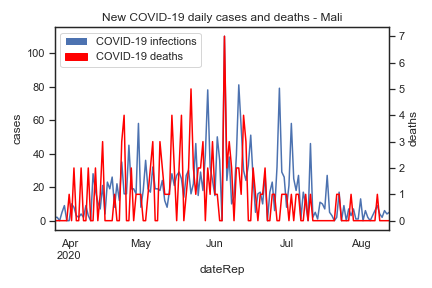 New COVID-19 daily cases and deaths - Mali
COVID-19 infections
COVID-19 deaths
cases
100
80
60
40
20
0
deaths
7
6
5
4
3
2
1
0
Apr May Jun Jul Aug
2020
dateRep